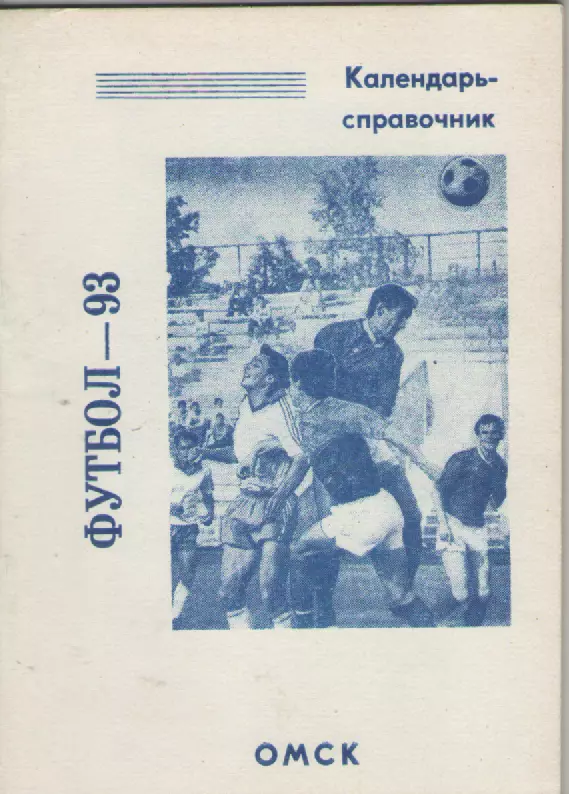 Календарь-
справочник
ФУТБОЛ—93
ОМСК